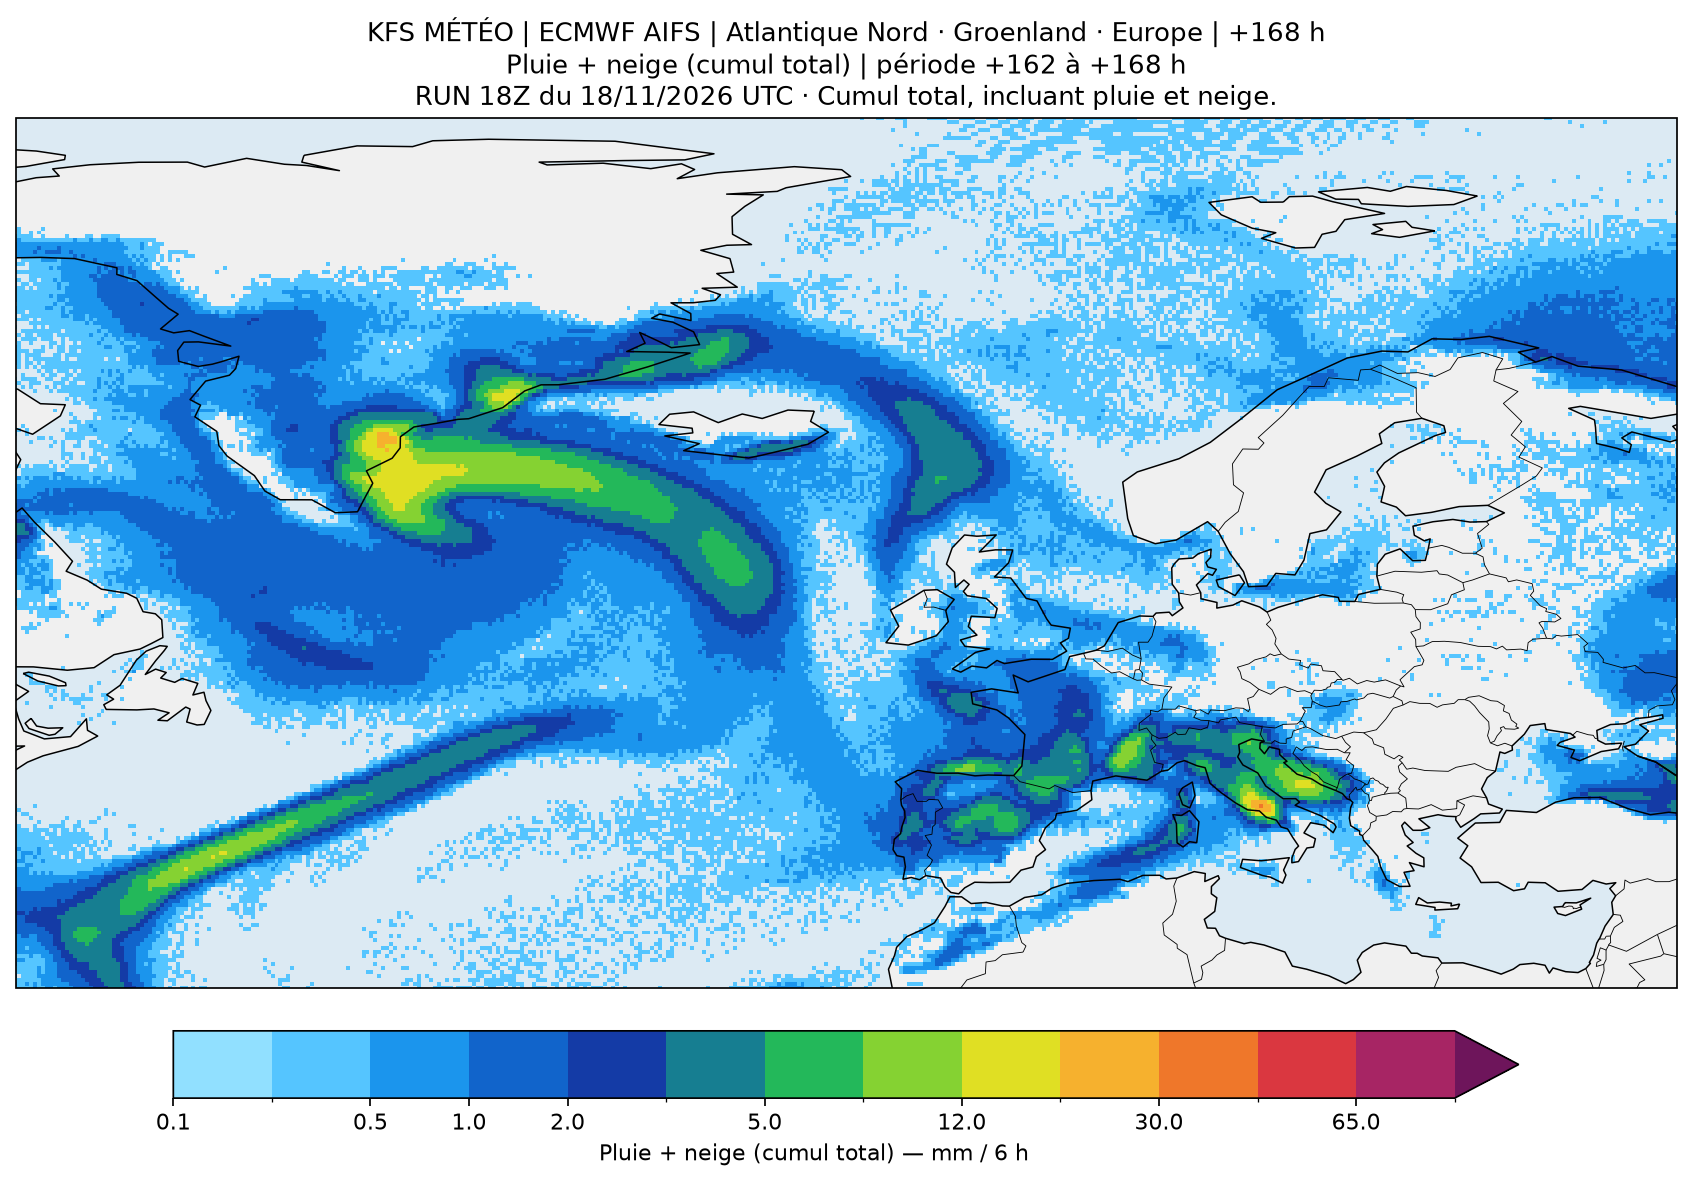 KFS MÉTÉO | ECMWF AIFS | Atlantique Nord · Groenland · Europe | +168 h
Pluie + neige (cumul total) | période +162 à +168 h
RUN 18Z du 18/11/2026 UTC · Cumul total, incluant pluie et neige.
0.1 0.5 1.0 2.0 5.0 12.0 30.0 65.0
Pluie + neige (cumul total) — mm / 6 h